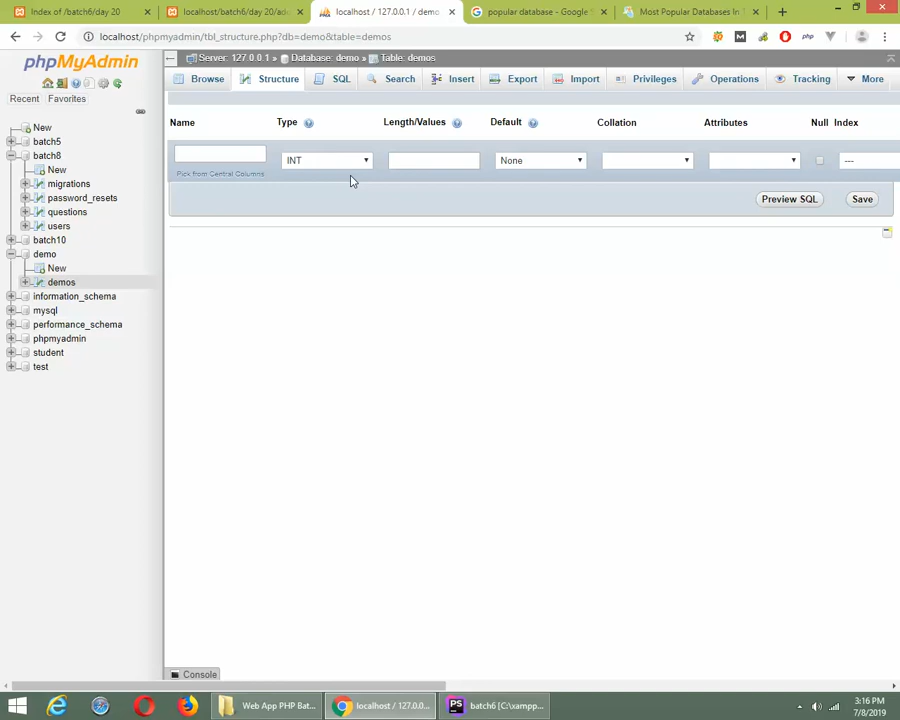 Index of /batch6/day 20
localhost/batch6/day 20/ad
localhost / 127.0.0.1 / demo
popular database - Google
Most Popular Databases In
localhost/phpmyadmin/tbl_structure.php?db=demo&table=demos
phpMyAdmin
Recent
Favorites
New
batch5
batch8
New
migrations
password_resets
questions
users
batch10
demo
New
demos
information_schema
mysql
performance_schema
phpmyadmin
student
test
Server: 127.0.0.1 » Database: demo » Table: demos
Browse
Structure
SQL
Search
Insert
Export
Import
Privileges
Operations
Tracking
More
Name
Type
Length/Values
Default
Collation
Attributes
Null
Index
INT
None
---
Pick from Central Columns
Preview SQL
Save
Console
Web App PHP Bat...
localhost / 127.0.0...
batch6 [C:\xampp...
3:16 PM
7/8/2019